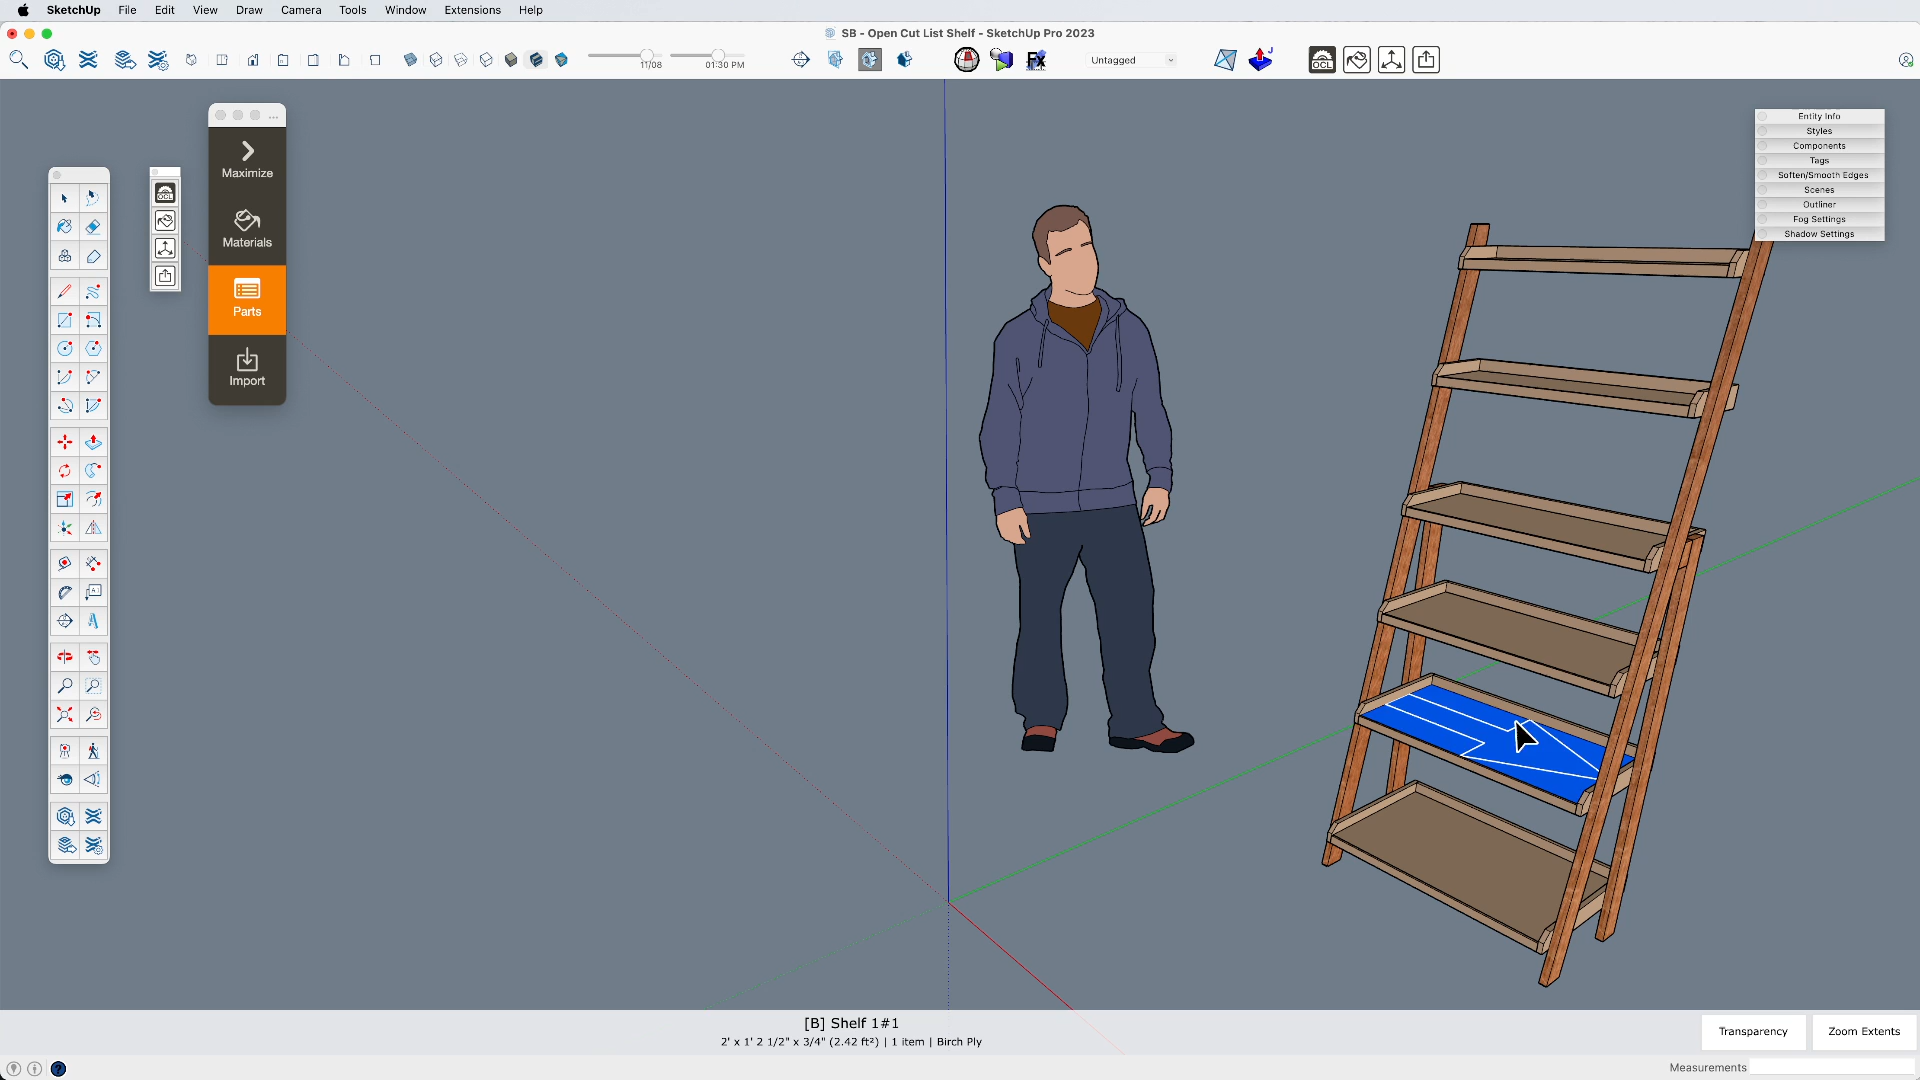 SketchUp File Edit View Draw Camera Tools Window Extensions Help
SB - Open Cut List Shelf - SketchUp Pro 2023
11/08
01:30 PM
FX
Untagged
OCL
Maximize
Materials
Parts
Import
OCL
Entity Info
Styles
Components
Tags
Soften/Smooth Edges
Scenes
Outliner
Fog Settings
Shadow Settings
[B] Shelf 1#1
2' x 1' 2 1/2" x 3/4" (2.42 ft²) | 1 item | Birch Ply
Transparency
Zoom Extents
Measurements